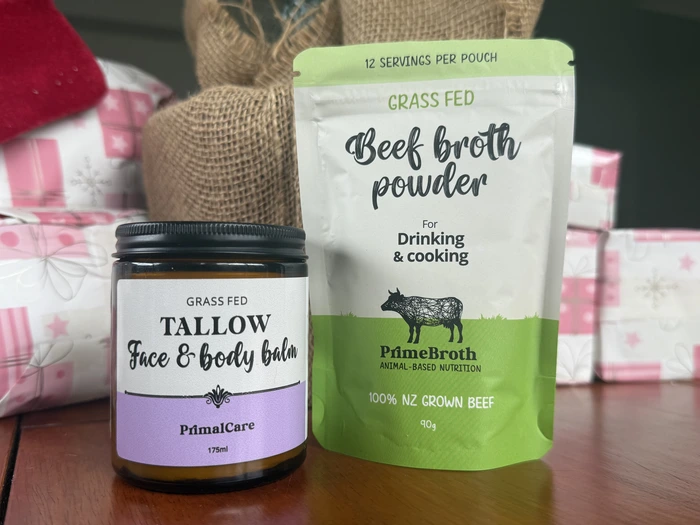 GRASS FED
TALLOW
Face & body balm
PrimalCare
175ml
12 SERVINGS PER POUCH
GRASS FED
Beef broth
powder
For
Drinking
& cooking
PrimeBroth
ANIMAL-BASED NUTRITION
100% NZ GROWN BEEF
90g